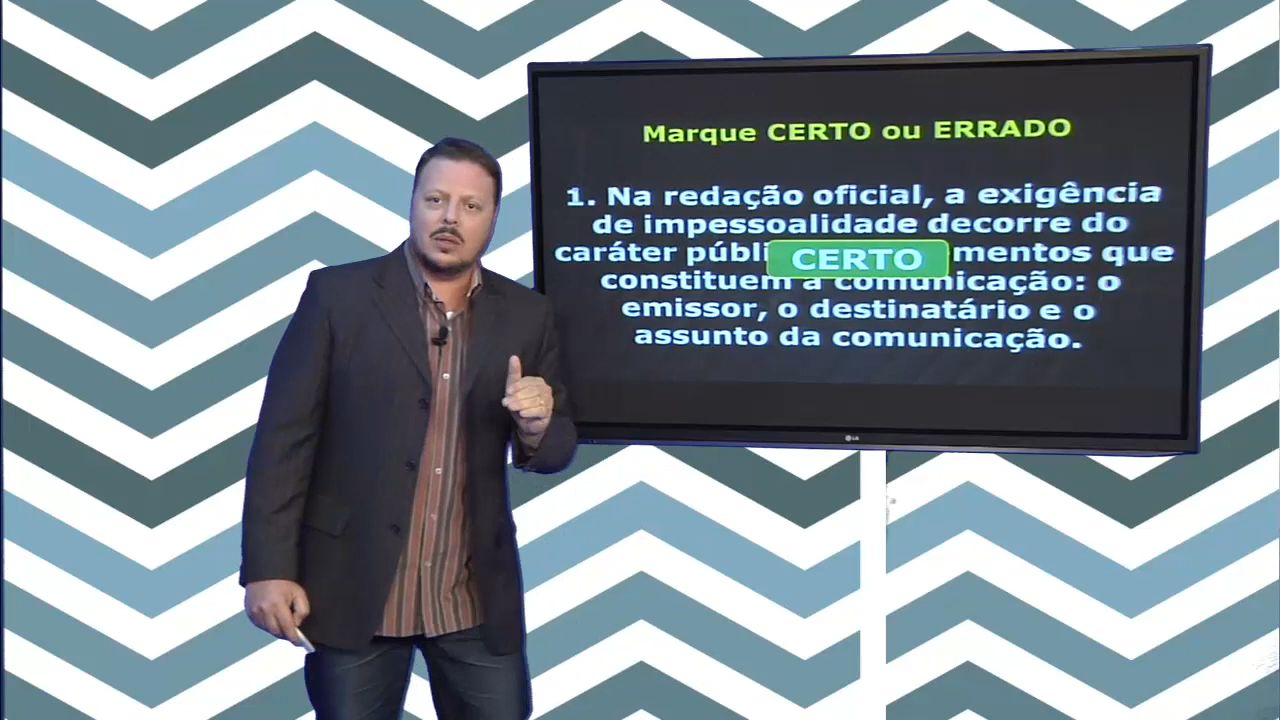 Marque CERTO ou ERRADO
1. Na redação oficial, a exigência
de impessoalidade decorre do
caráter públi CERTO mentos que
constituem a comunicação: o
emissor, o destinatário e o
assunto da comunicação.
LG